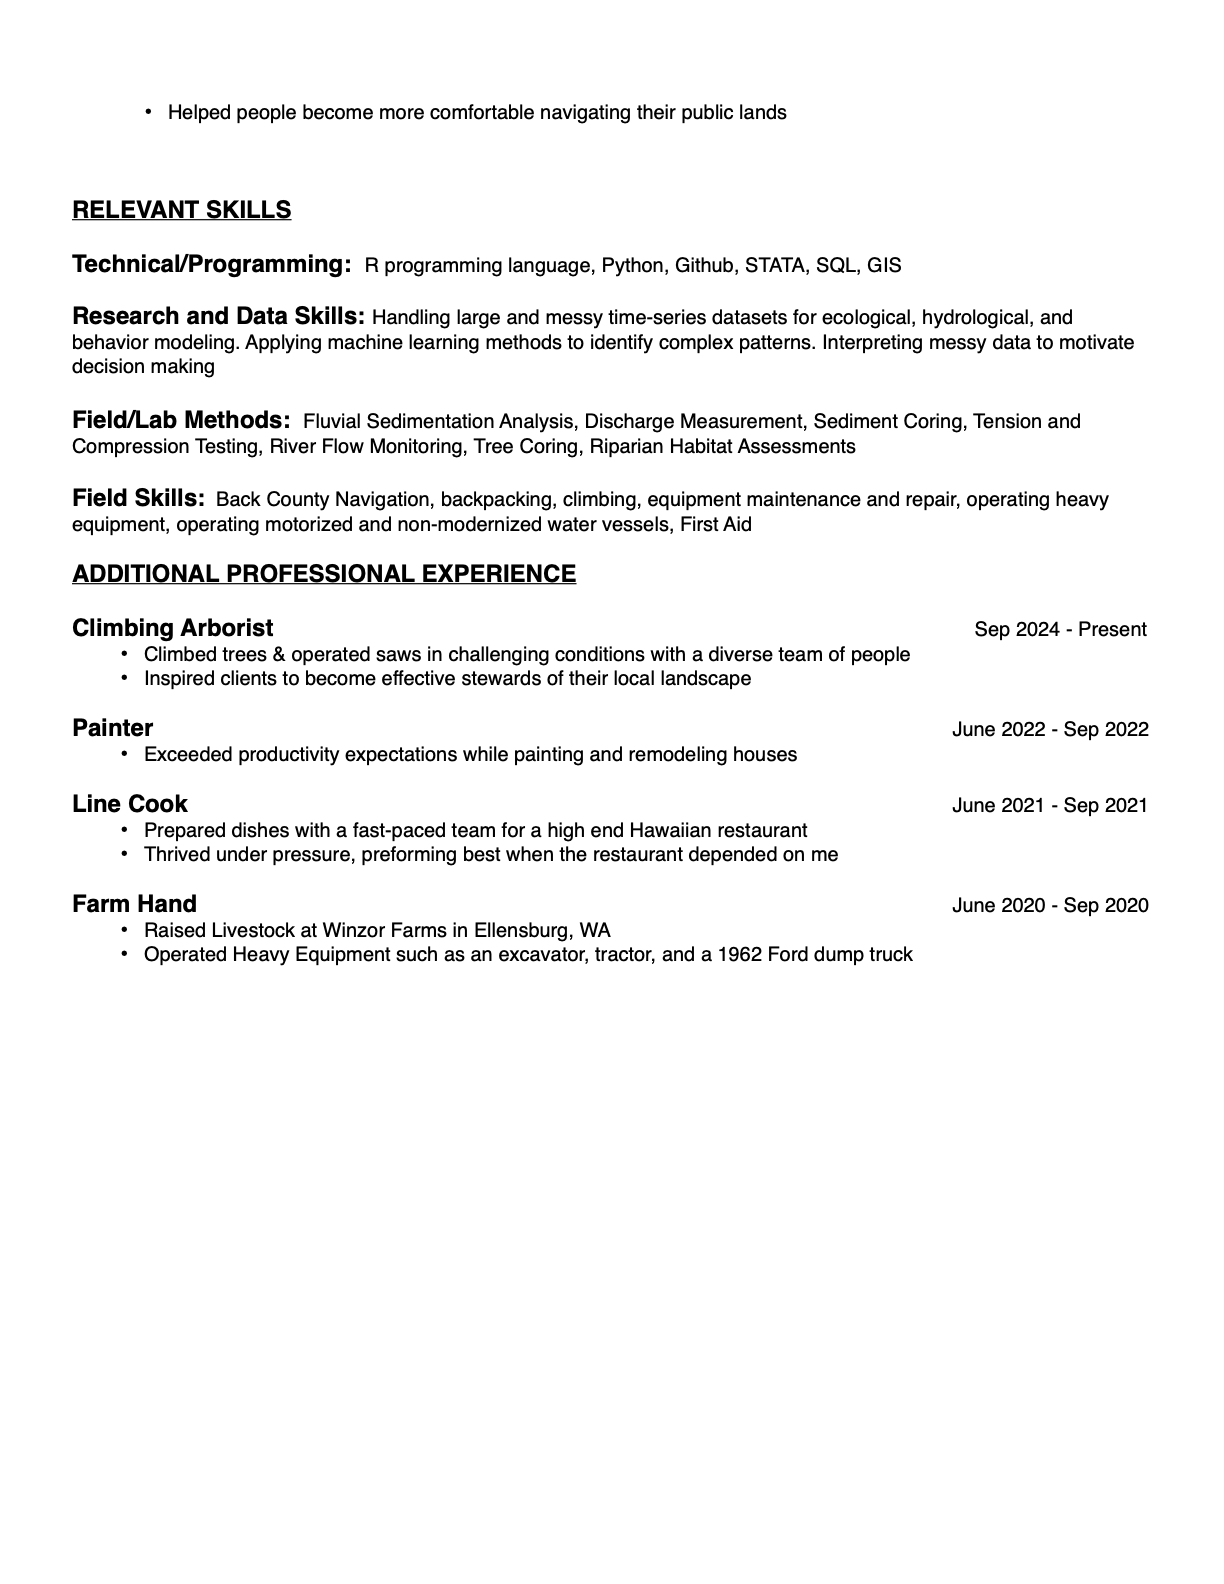 • Helped people become more comfortable navigating their public lands
RELEVANT SKILLS
Technical/Programming: R programming language, Python, Github, STATA, SQL, GIS
Research and Data Skills: Handling large and messy time-series datasets for ecological, hydrological, and
behavior modeling. Applying machine learning methods to identify complex patterns. Interpreting messy data to motivate
decision making
Field/Lab Methods: Fluvial Sedimentation Analysis, Discharge Measurement, Sediment Coring, Tension and
Compression Testing, River Flow Monitoring, Tree Coring, Riparian Habitat Assessments
Field Skills: Back County Navigation, backpacking, climbing, equipment maintenance and repair, operating heavy
equipment, operating motorized and non-modernized water vessels, First Aid
ADDITIONAL PROFESSIONAL EXPERIENCE
Climbing Arborist Sep 2024 - Present
• Climbed trees & operated saws in challenging conditions with a diverse team of people
• Inspired clients to become effective stewards of their local landscape
Painter June 2022 - Sep 2022
• Exceeded productivity expectations while painting and remodeling houses
Line Cook June 2021 - Sep 2021
• Prepared dishes with a fast-paced team for a high end Hawaiian restaurant
• Thrived under pressure, preforming best when the restaurant depended on me
Farm Hand June 2020 - Sep 2020
• Raised Livestock at Winzor Farms in Ellensburg, WA
• Operated Heavy Equipment such as an excavator, tractor, and a 1962 Ford dump truck